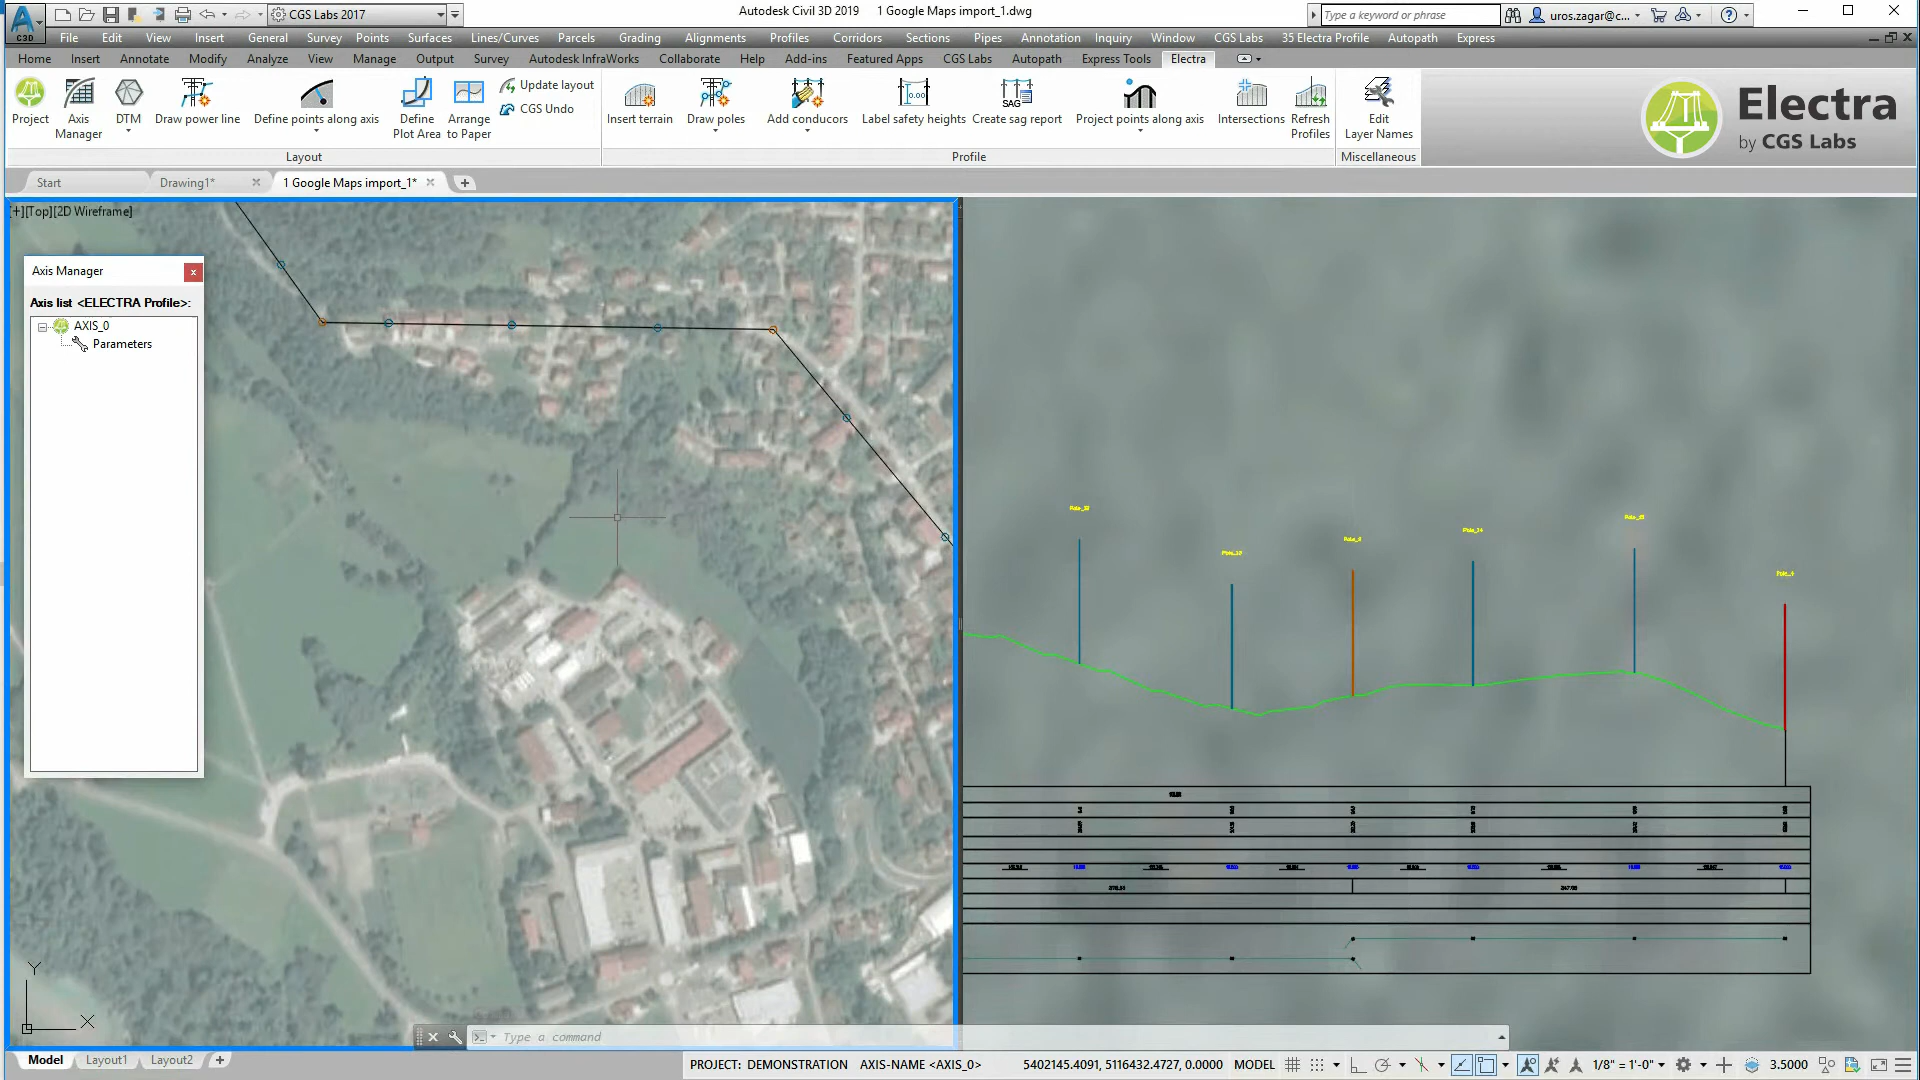 CGS Labs 2017
Autodesk Civil 3D 2019 1 Google Maps import_1.dwg
Type a keyword or phrase
uros.zagar@c...
C3D
File Edit View Insert General Survey Points Surfaces Lines/Curves Parcels Grading Alignments Profiles Corridors Sections Pipes Annotation Inquiry Window CGS Labs 35 Electra Profile Autopath Express
Home Insert Annotate Modify Analyze View Manage Output Survey Autodesk InfraWorks Collaborate Help Add-ins Featured Apps CGS Labs Autopath Express Tools Electra
Project
Axis
Manager
DTM
Draw power line
Define points along axis
Define
Plot Area
Arrange
to Paper
Update layout
CGS Undo
Insert terrain
Draw poles
Add conducors
Label safety heights
SAG
Create sag report
Project points along axis
Intersections
Refresh
Profiles
Edit
Layer Names
Electra
by CGS Labs
Layout Profile Miscellaneous
Start Drawing1* 1 Google Maps import_1*
[+][Top][2D Wireframe]
Axis Manager
Axis list <ELECTRA Profile>:
AXIS_0
Parameters
Y
X
Type a command
Model Layout1 Layout2
PROJECT: DEMONSTRATION AXIS-NAME <AXIS_0> 5402145.4091, 5116432.4727, 0.0000 MODEL 1/8" = 1'-0" 3.5000